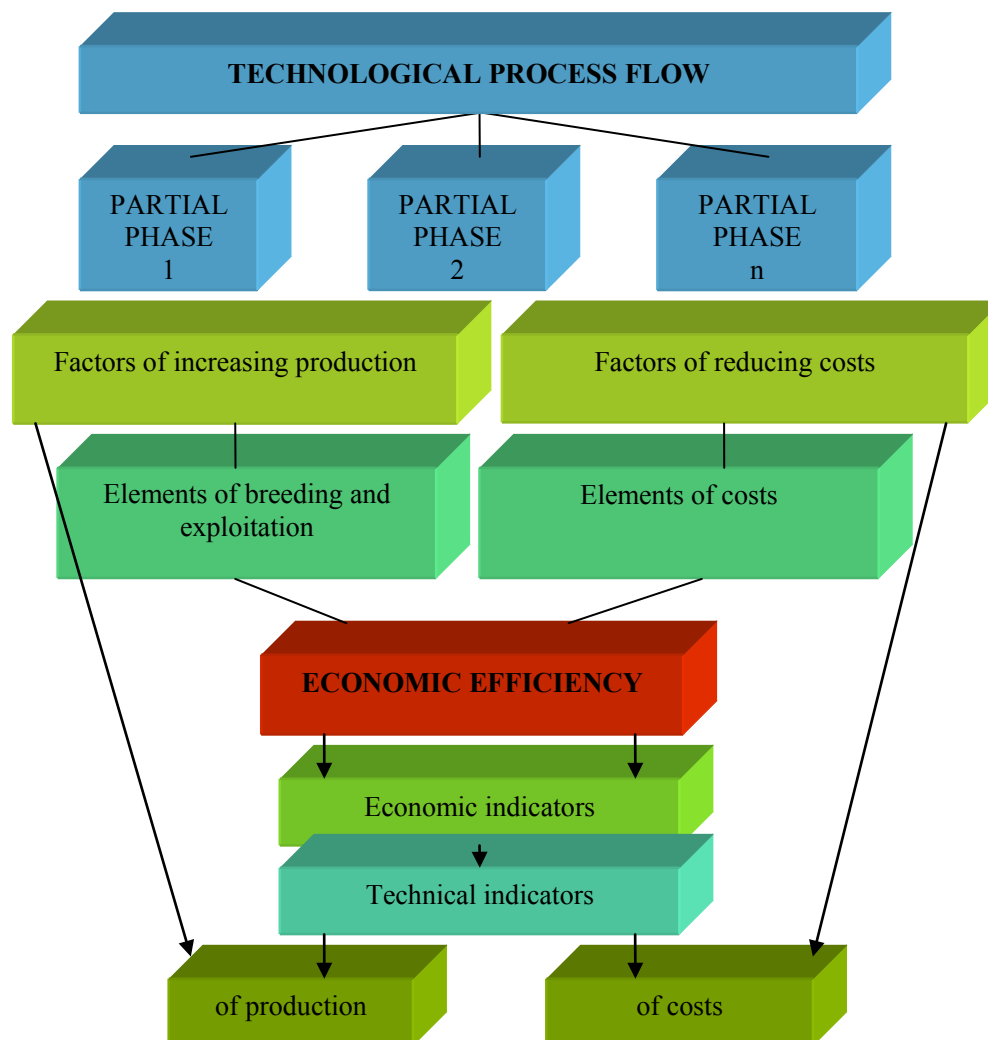 TECHNOLOGICAL PROCESS FLOW
PARTIAL
PHASE
1
PARTIAL
PHASE
2
PARTIAL
PHASE
n
Factors of increasing production
Factors of reducing costs
Elements of breeding and
exploitation
Elements of costs
ECONOMIC EFFICIENCY
Economic indicators
Technical indicators
of production
of costs